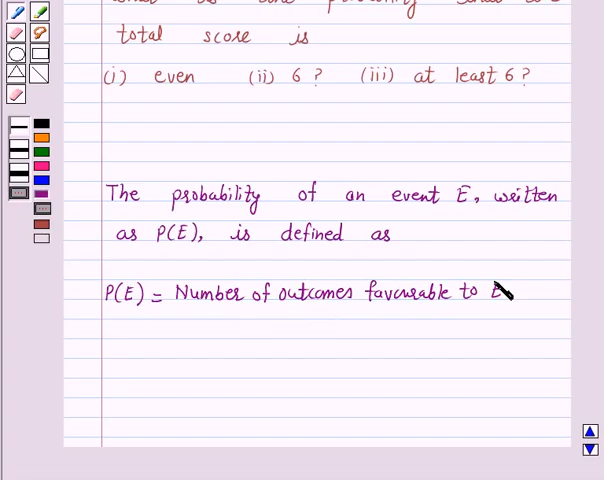 total score is
(i) even (ii) 6 ? (iii) at least 6 ?
The probability of an event E, written
as P(E), is defined as
P(E) = Number of outcomes favourable to E